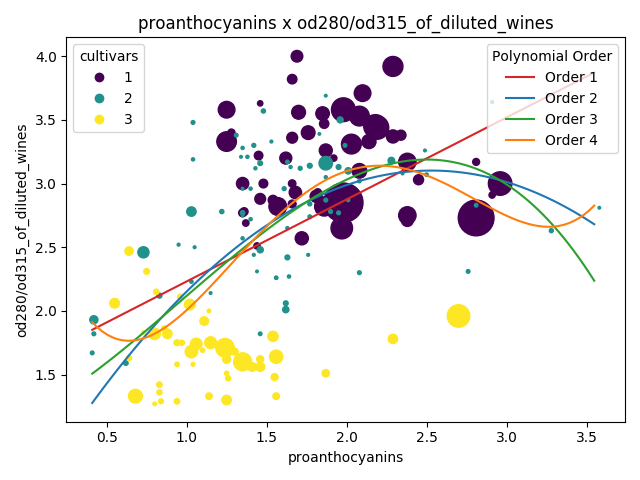 proanthocyanins x od280/od315_of_diluted_wines
cultivars
1
2
3
Polynomial Order
Order 1
Order 2
Order 3
Order 4
4.0
3.5
3.0
2.5
2.0
1.5
od280/od315_of_diluted_wines
0.5 1.0 1.5 2.0 2.5 3.0 3.5
proanthocyanins